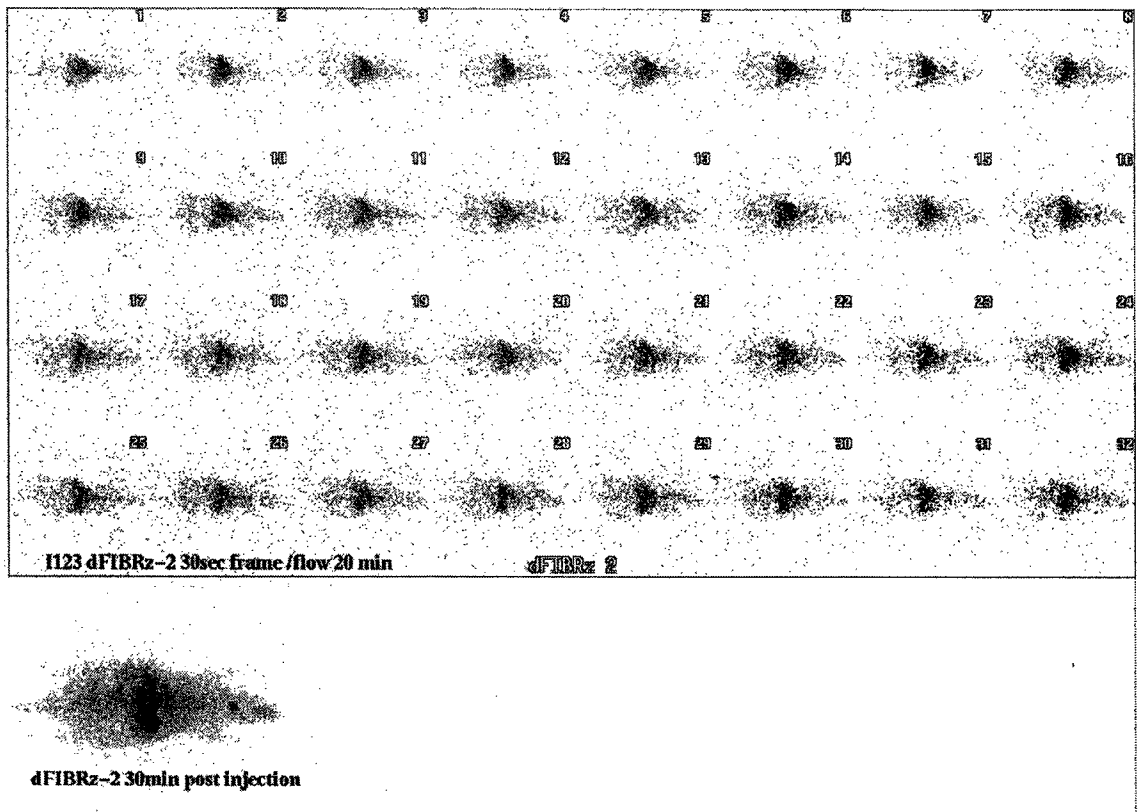 1 2 3 4 5 6 7 8
9 10 11 12 13 14 15 16
17 18 19 20 21 22 23 24
25 26 27 28 29 30 31 32
I123 dFIBRz-2 30sec frame /flow 20 min dFIBRz 2
dFIBRz-2 30min post injection